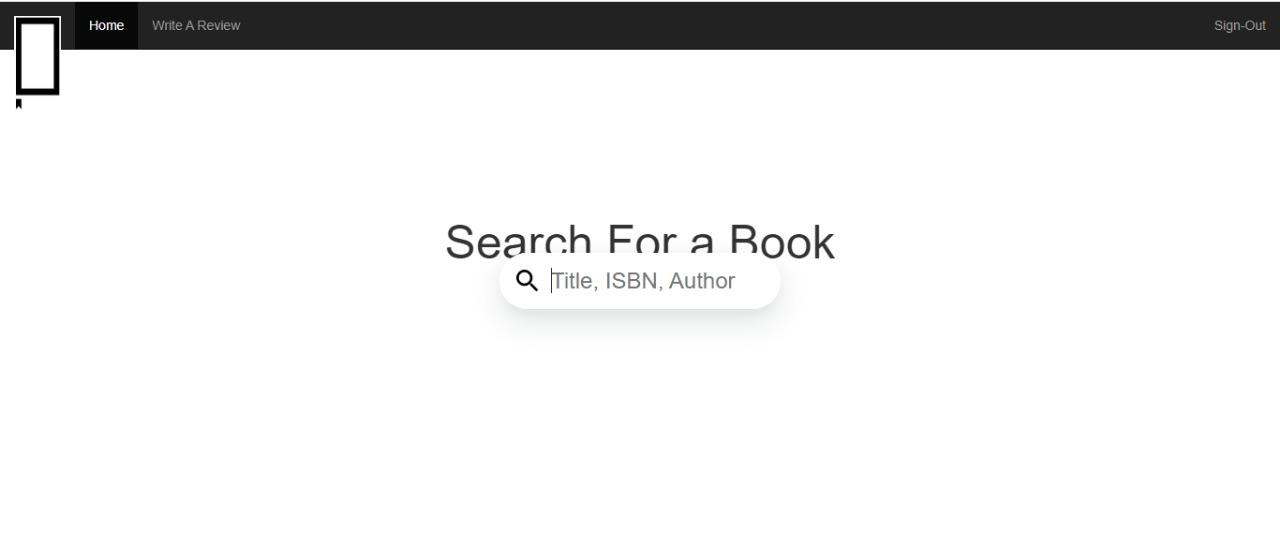 Home
Write A Review
Sign-Out
Search For a Book
Title, ISBN, Author